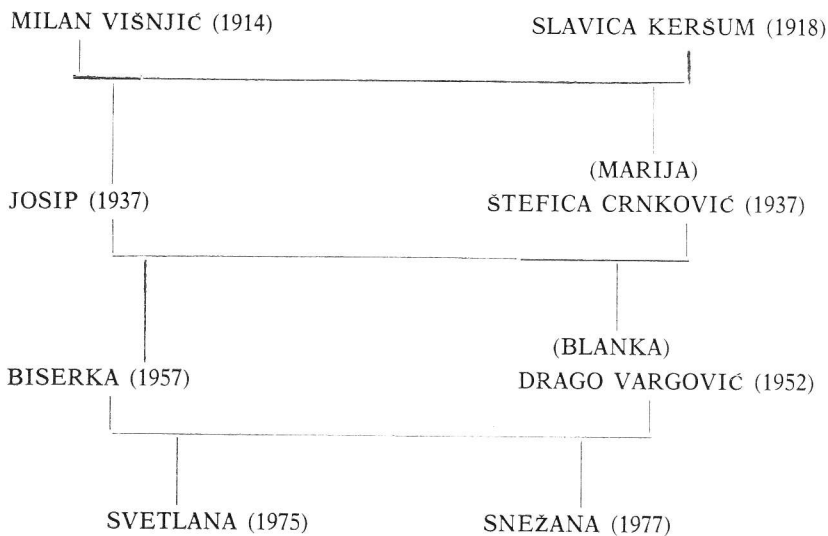 MILAN VIŠNJIĆ (1914) SLAVICA KERŠUM (1918)
(MARIJA)
JOSIP (1937) ŠTEFICA CRNKOVIĆ (1937)
(BLANKA)
BISERKA (1957) DRAGO VARGOVIĆ (1952)
SVETLANA (1975) SNEŽANA (1977)